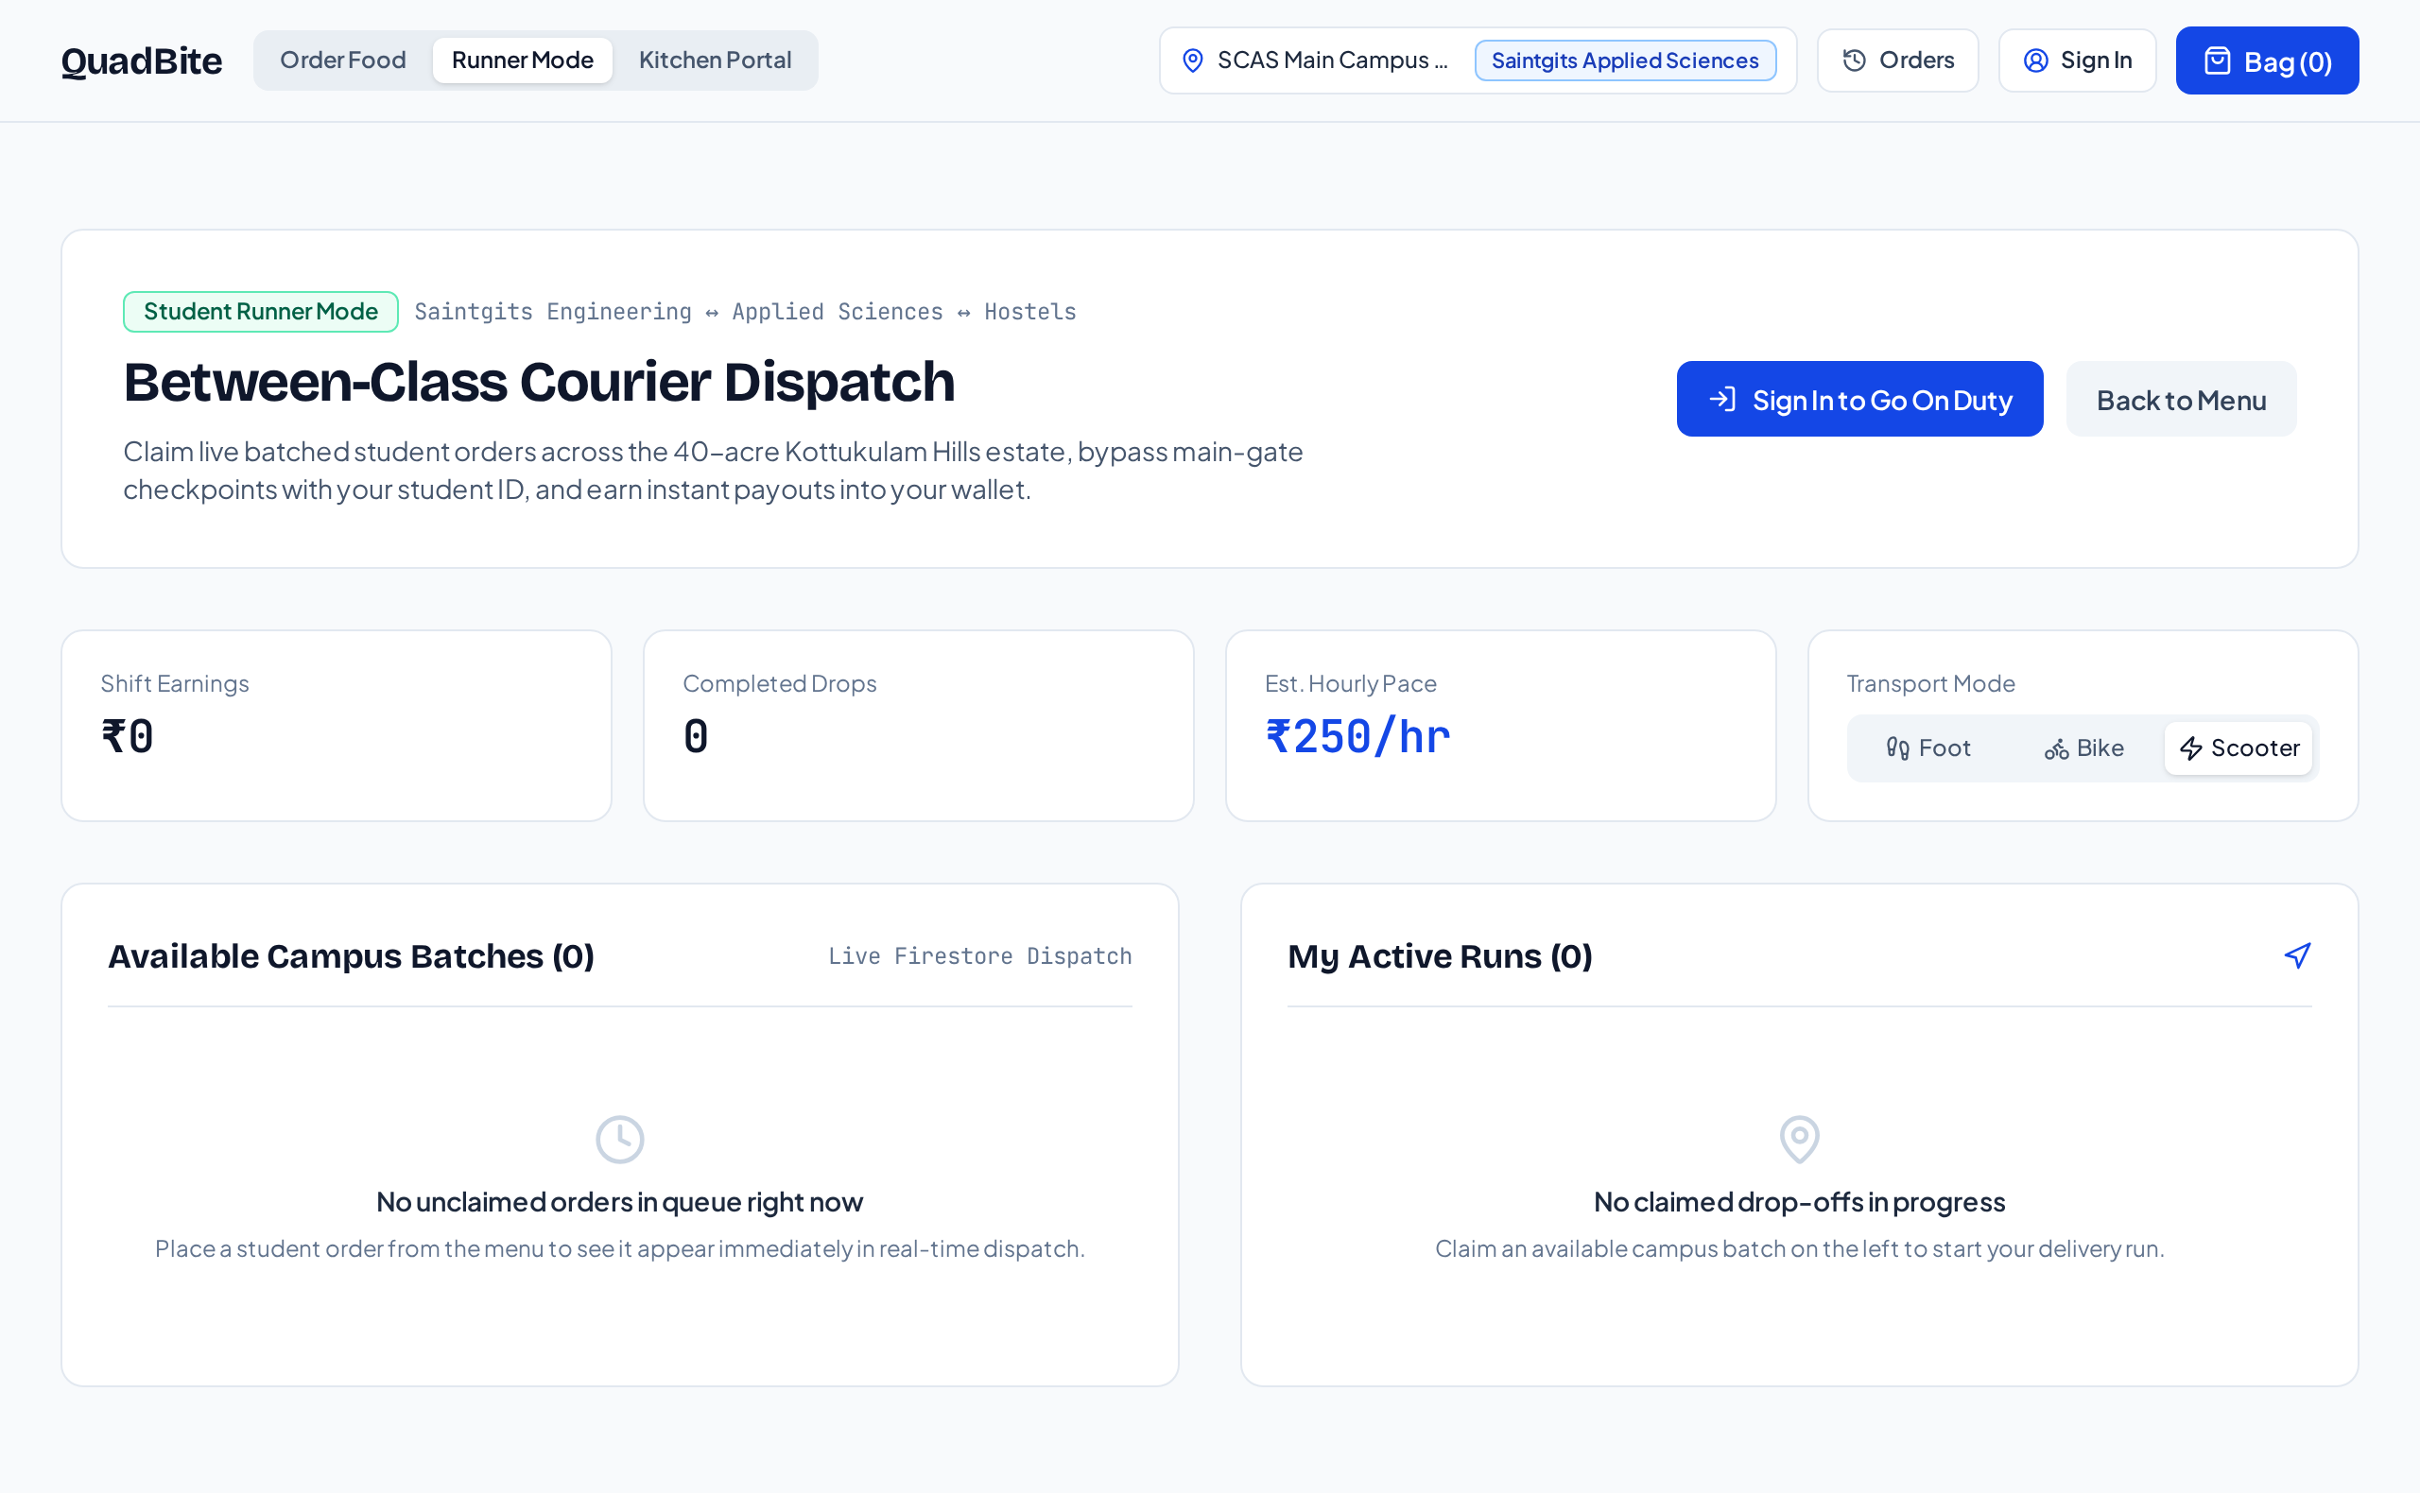 QuadBite
Order Food
Runner Mode
Kitchen Portal
SCAS Main Campus ...
Saintgits Applied Sciences
Orders
Sign In
Bag (0)
Student Runner Mode
Saintgits Engineering ↔ Applied Sciences ↔ Hostels
Between-Class Courier Dispatch
Claim live batched student orders across the 40-acre Kottukulam Hills estate, bypass main-gate
checkpoints with your student ID, and earn instant payouts into your wallet.
Sign In to Go On Duty
Back to Menu
Shift Earnings
₹0
Completed Drops
0
Est. Hourly Pace
₹250/hr
Transport Mode
Foot
Bike
Scooter
Available Campus Batches (0)
Live Firestore Dispatch
No unclaimed orders in queue right now
Place a student order from the menu to see it appear immediately in real-time dispatch.
My Active Runs (0)
No claimed drop-offs in progress
Claim an available campus batch on the left to start your delivery run.